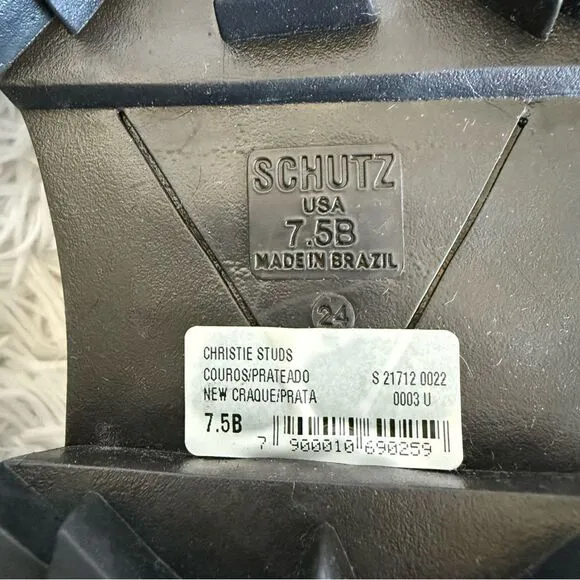 SCHUTZ
USA
7.5B
MADE IN BRAZIL
24
CHRISTIE STUDS
COUROS/PRATEADO S 21712 0022
NEW CRAQUE/PRATA 0003 U
7.5B
7 900010 690259